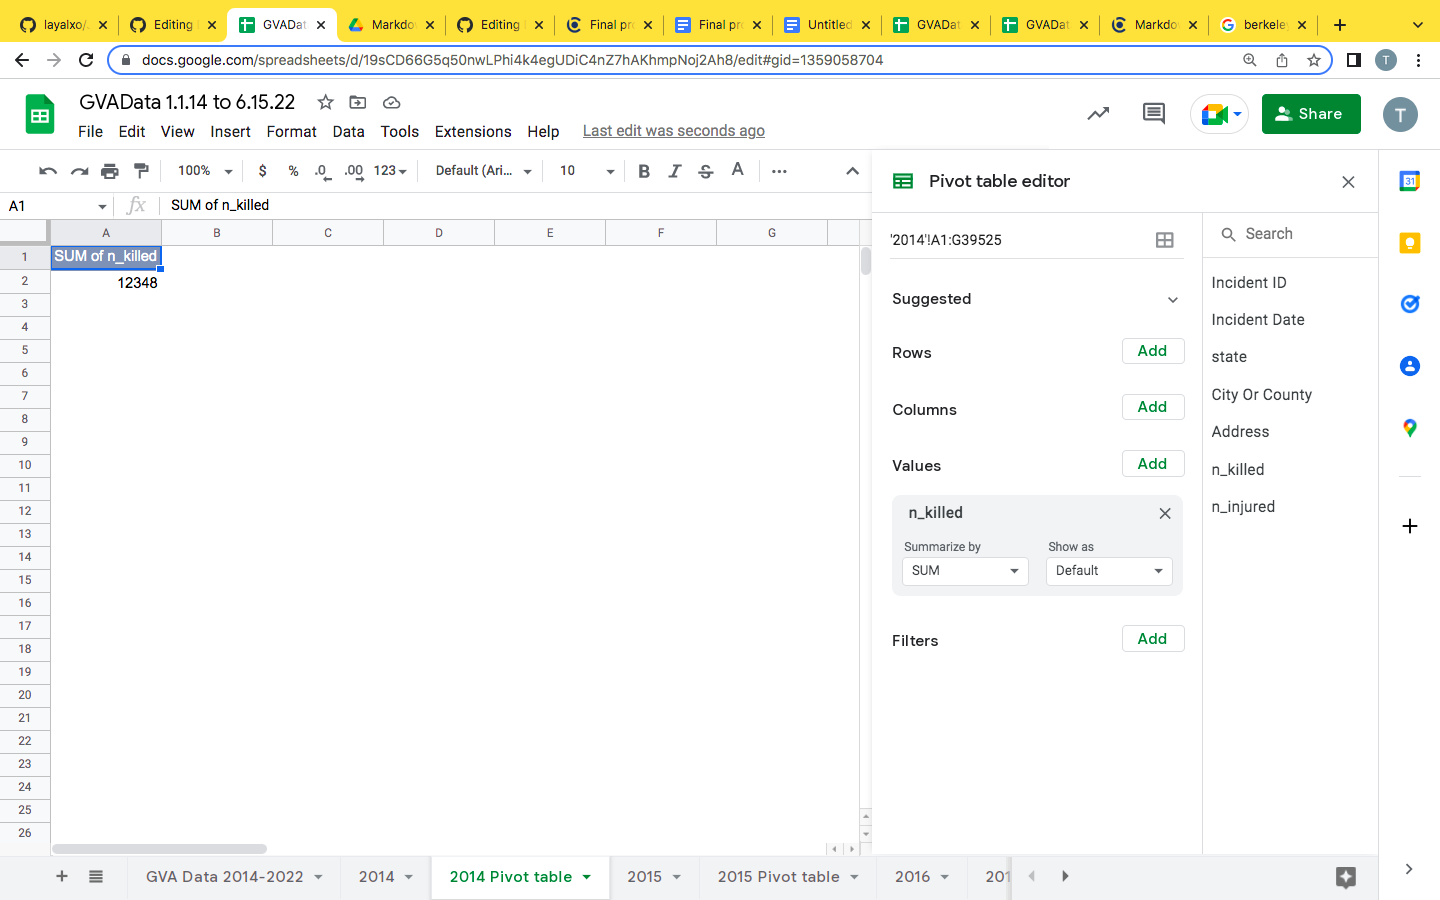 layalxo/.
Editing
GVADat
Markdo
Editing
Final pr
Final pr
Untitled
GVADat
GVADat
Markdo
berkele
docs.google.com/spreadsheets/d/19sCD66G5q50nwLPhi4k4egUDiC4nZ7hAKhmpNoj2Ah8/edit#gid=1359058704
T
GVAData 1.1.14 to 6.15.22
File Edit View Insert Format Data Tools Extensions Help Last edit was seconds ago
Share
T
100% $ % .0 .00 123 Default (Ari... 10 B I S A
A1 fx SUM of n_killed
A B C D E F G
1 SUM of n_killed
2 12348
3
4
5
6
7
8
9
10
11
12
13
14
15
16
17
18
19
20
21
22
23
24
25
26
Pivot table editor
'2014'!A1:G39525
Suggested
Rows Add
Columns Add
Values Add
n_killed
Summarize by Show as
SUM Default
Filters Add
Search
Incident ID
Incident Date
state
City Or County
Address
n_killed
n_injured
31
GVA Data 2014-2022 2014 2014 Pivot table 2015 2015 Pivot table 2016 201